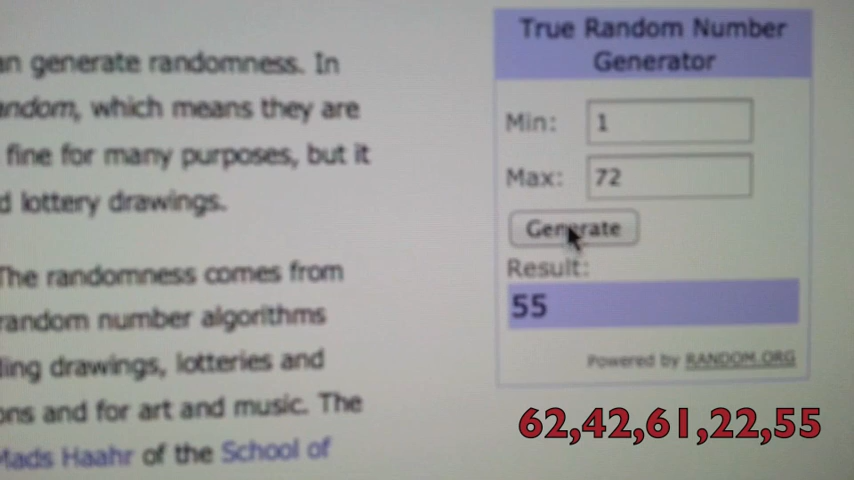 an generate randomness. In
andom, which means they are
fine for many purposes, but it
d lottery drawings.
The randomness comes from
random number algorithms
ling drawings, lotteries and
ons and for art and music. The
Mads Haahr of the School of
True Random Number
Generator
Min: 1
Max: 72
Generate
Result:
55
Powered by RANDOM.ORG
62,42,61,22,55